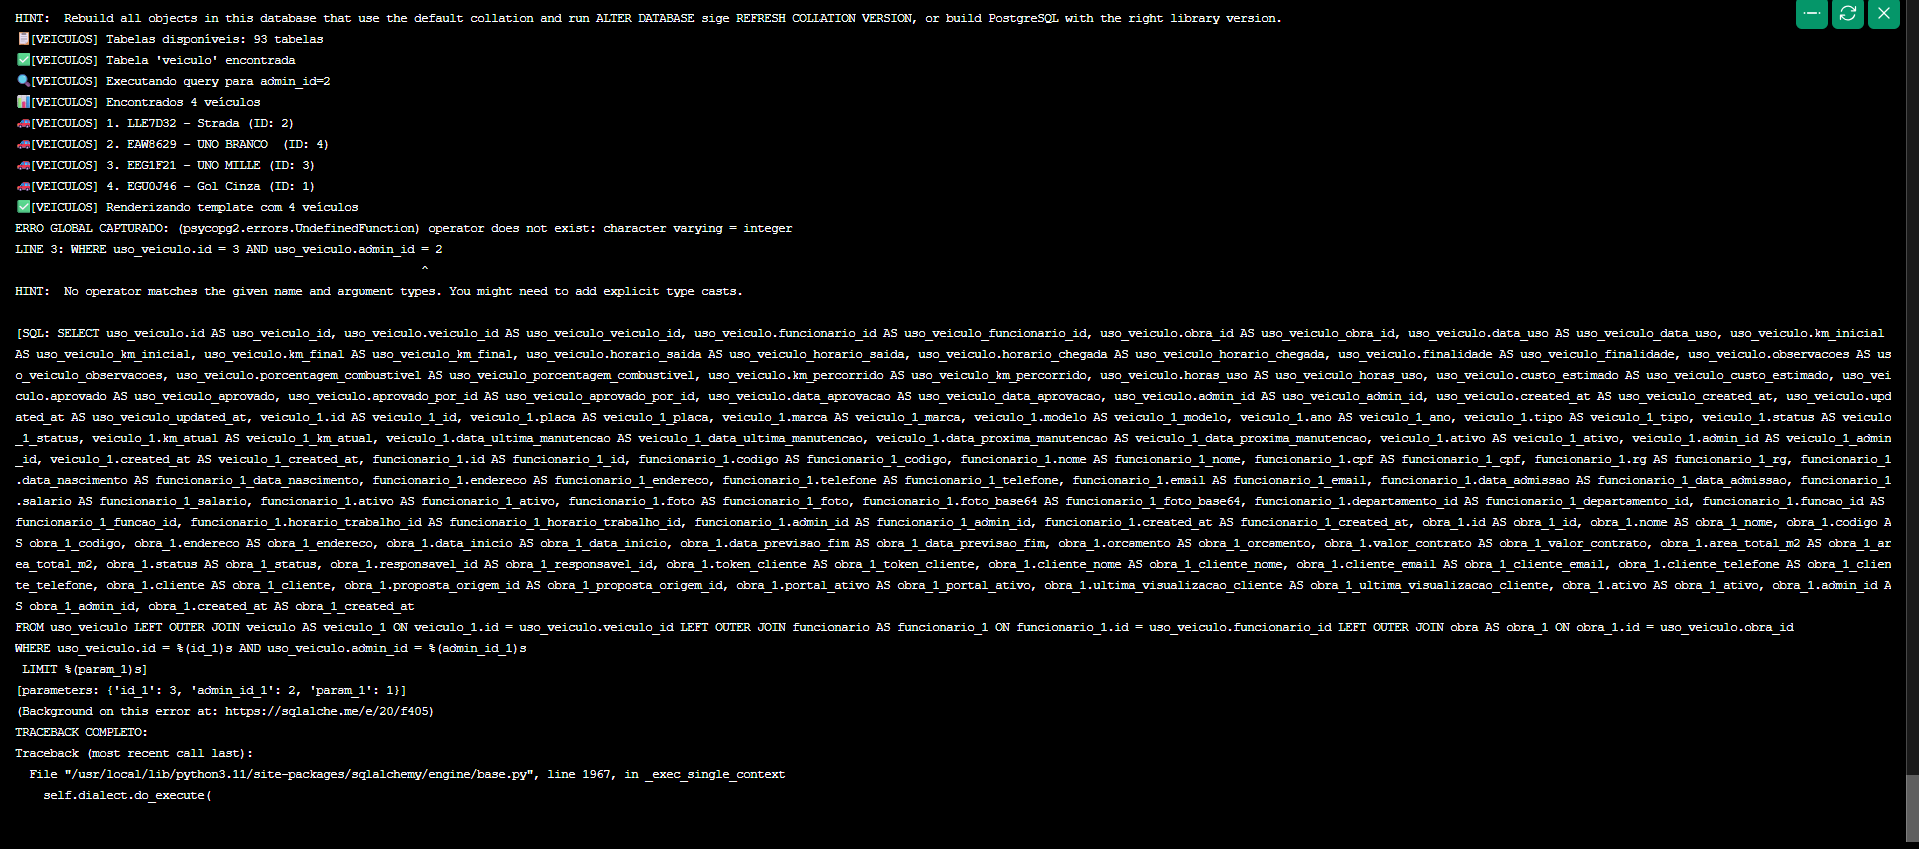 HINT:  Rebuild all objects in this database that use the default collation and run ALTER DATABASE sige REFRESH COLLATION VERSION, or build PostgreSQL with the right library version.
[VEICULOS] Tabelas disponíveis: 93 tabelas
[VEICULOS] Tabela 'veiculo' encontrada
[VEICULOS] Executando query para admin_id=2
[VEICULOS] Encontrados 4 veículos
[VEICULOS] 1. LLE7D32 - Strada (ID: 2)
[VEICULOS] 2. EAW8629 - UNO BRANCO  (ID: 4)
[VEICULOS] 3. EEG1F21 - UNO MILLE (ID: 3)
[VEICULOS] 4. EGU0J46 - Gol Cinza (ID: 1)
[VEICULOS] Renderizando template com 4 veículos
ERRO GLOBAL CAPTURADO: (psycopg2.errors.UndefinedFunction) operator does not exist: character varying = integer
LINE 3: WHERE uso_veiculo.id = 3 AND uso_veiculo.admin_id = 2
^
HINT:  No operator matches the given name and argument types. You might need to add explicit type casts.
[SQL: SELECT uso_veiculo.id AS uso_veiculo_id, uso_veiculo.veiculo_id AS uso_veiculo_veiculo_id, uso_veiculo.funcionario_id AS uso_veiculo_funcionario_id, uso_veiculo.obra_id AS uso_veiculo_obra_id, uso_veiculo.data_uso AS uso_veiculo_data_uso, uso_veiculo.km_inicial
AS uso_veiculo_km_inicial, uso_veiculo.km_final AS uso_veiculo_km_final, uso_veiculo.horario_saida AS uso_veiculo_horario_saida, uso_veiculo.horario_chegada AS uso_veiculo_horario_chegada, uso_veiculo.finalidade AS uso_veiculo_finalidade, uso_veiculo.observacoes AS us
o_veiculo_observacoes, uso_veiculo.porcentagem_combustivel AS uso_veiculo_porcentagem_combustivel, uso_veiculo.km_percorrido AS uso_veiculo_km_percorrido, uso_veiculo.horas_uso AS uso_veiculo_horas_uso, uso_veiculo.custo_estimado AS uso_veiculo_custo_estimado, uso_vei
culo.aprovado AS uso_veiculo_aprovado, uso_veiculo.aprovado_por_id AS uso_veiculo_aprovado_por_id, uso_veiculo.data_aprovacao AS uso_veiculo_data_aprovacao, uso_veiculo.admin_id AS uso_veiculo_admin_id, uso_veiculo.created_at AS uso_veiculo_created_at, uso_veiculo.upd
ated_at AS uso_veiculo_updated_at, veiculo_1.id AS veiculo_1_id, veiculo_1.placa AS veiculo_1_placa, veiculo_1.marca AS veiculo_1_marca, veiculo_1.modelo AS veiculo_1_modelo, veiculo_1.ano AS veiculo_1_ano, veiculo_1.tipo AS veiculo_1_tipo, veiculo_1.status AS veiculo
_1_status, veiculo_1.km_atual AS veiculo_1_km_atual, veiculo_1.data_ultima_manutencao AS veiculo_1_data_ultima_manutencao, veiculo_1.data_proxima_manutencao AS veiculo_1_data_proxima_manutencao, veiculo_1.ativo AS veiculo_1_ativo, veiculo_1.admin_id AS veiculo_1_admin
_id, veiculo_1.created_at AS veiculo_1_created_at, funcionario_1.id AS funcionario_1_id, funcionario_1.codigo AS funcionario_1_codigo, funcionario_1.nome AS funcionario_1_nome, funcionario_1.cpf AS funcionario_1_cpf, funcionario_1.rg AS funcionario_1_rg, funcionario_1
.data_nascimento AS funcionario_1_data_nascimento, funcionario_1.endereco AS funcionario_1_endereco, funcionario_1.telefone AS funcionario_1_telefone, funcionario_1.email AS funcionario_1_email, funcionario_1.data_admissao AS funcionario_1_data_admissao, funcionario_1
.salario AS funcionario_1_salario, funcionario_1.ativo AS funcionario_1_ativo, funcionario_1.foto AS funcionario_1_foto, funcionario_1.foto_base64 AS funcionario_1_foto_base64, funcionario_1.departamento_id AS funcionario_1_departamento_id, funcionario_1.funcao_id AS
funcionario_1_funcao_id, funcionario_1.horario_trabalho_id AS funcionario_1_horario_trabalho_id, funcionario_1.admin_id AS funcionario_1_admin_id, funcionario_1.created_at AS funcionario_1_created_at, obra_1.id AS obra_1_id, obra_1.nome AS obra_1_nome, obra_1.codigo A
S obra_1_codigo, obra_1.endereco AS obra_1_endereco, obra_1.data_inicio AS obra_1_data_inicio, obra_1.data_previsao_fim AS obra_1_data_previsao_fim, obra_1.orcamento AS obra_1_orcamento, obra_1.valor_contrato AS obra_1_valor_contrato, obra_1.area_total_m2 AS obra_1_ar
ea_total_m2, obra_1.status AS obra_1_status, obra_1.responsavel_id AS obra_1_responsavel_id, obra_1.token_cliente AS obra_1_token_cliente, obra_1.cliente_nome AS obra_1_cliente_nome, obra_1.cliente_email AS obra_1_cliente_email, obra_1.cliente_telefone AS obra_1_clien
te_telefone, obra_1.cliente AS obra_1_cliente, obra_1.proposta_origem_id AS obra_1_proposta_origem_id, obra_1.portal_ativo AS obra_1_portal_ativo, obra_1.ultima_visualizacao_cliente AS obra_1_ultima_visualizacao_cliente, obra_1.ativo AS obra_1_ativo, obra_1.admin_id A
S obra_1_admin_id, obra_1.created_at AS obra_1_created_at
FROM uso_veiculo LEFT OUTER JOIN veiculo AS veiculo_1 ON veiculo_1.id = uso_veiculo.veiculo_id LEFT OUTER JOIN funcionario AS funcionario_1 ON funcionario_1.id = uso_veiculo.funcionario_id LEFT OUTER JOIN obra AS obra_1 ON obra_1.id = uso_veiculo.obra_id
WHERE uso_veiculo.id = %(id_1)s AND uso_veiculo.admin_id = %(admin_id_1)s
LIMIT %(param_1)s]
[parameters: {'id_1': 3, 'admin_id_1': 2, 'param_1': 1}]
(Background on this error at: https://sqlalche.me/e/20/f405)
TRACEBACK COMPLETO:
Traceback (most recent call last):
File "/usr/local/lib/python3.11/site-packages/sqlalchemy/engine/base.py", line 1967, in _exec_single_context
self.dialect.do_execute(